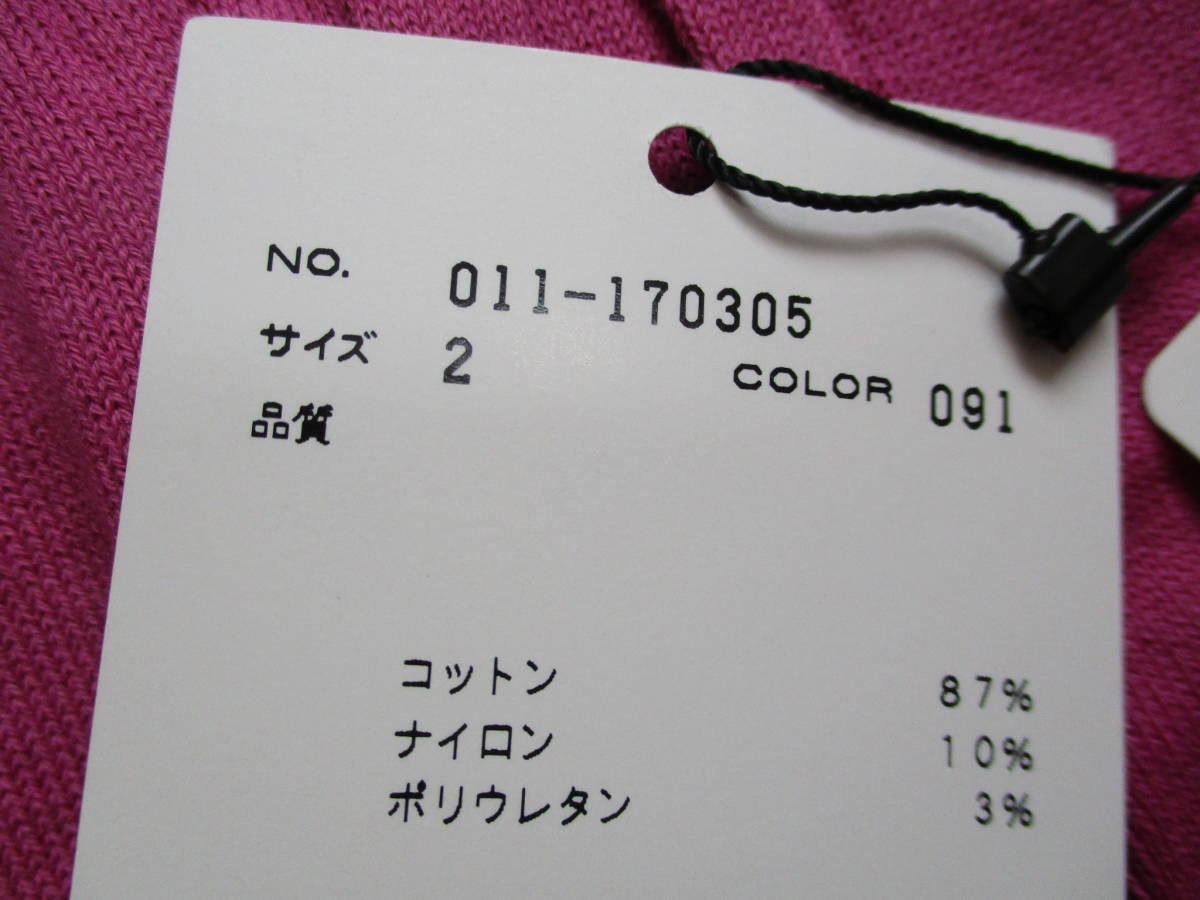 NO. 011-170305
サイズ 2 COLOR 091
品質
コットン 87%
ナイロン 10%
ポリウレタン 3%